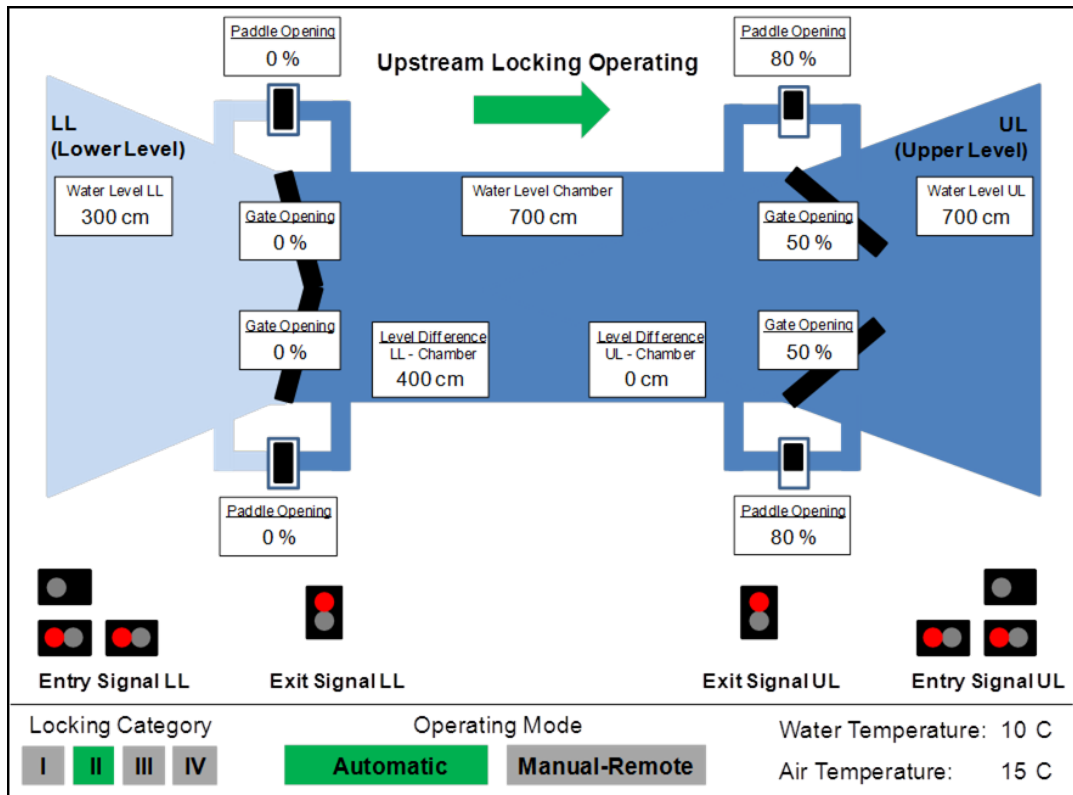 Paddle Opening
0 %
Paddle Opening
80 %
Upstream Locking Operating
LL
(Lower Level)
UL
(Upper Level)
Water Level LL
300 cm
Water Level Chamber
700 cm
Water Level UL
700 cm
Gate Opening
0 %
Gate Opening
50 %
Gate Opening
0 %
Level Difference
LL - Chamber
400 cm
Level Difference
UL - Chamber
0 cm
Gate Opening
50 %
Paddle Opening
0 %
Paddle Opening
80 %
Entry Signal LL
Exit Signal LL
Exit Signal UL
Entry Signal UL
Locking Category
I II III IV
Operating Mode
Automatic Manual-Remote
Water Temperature: 10 C
Air Temperature: 15 C